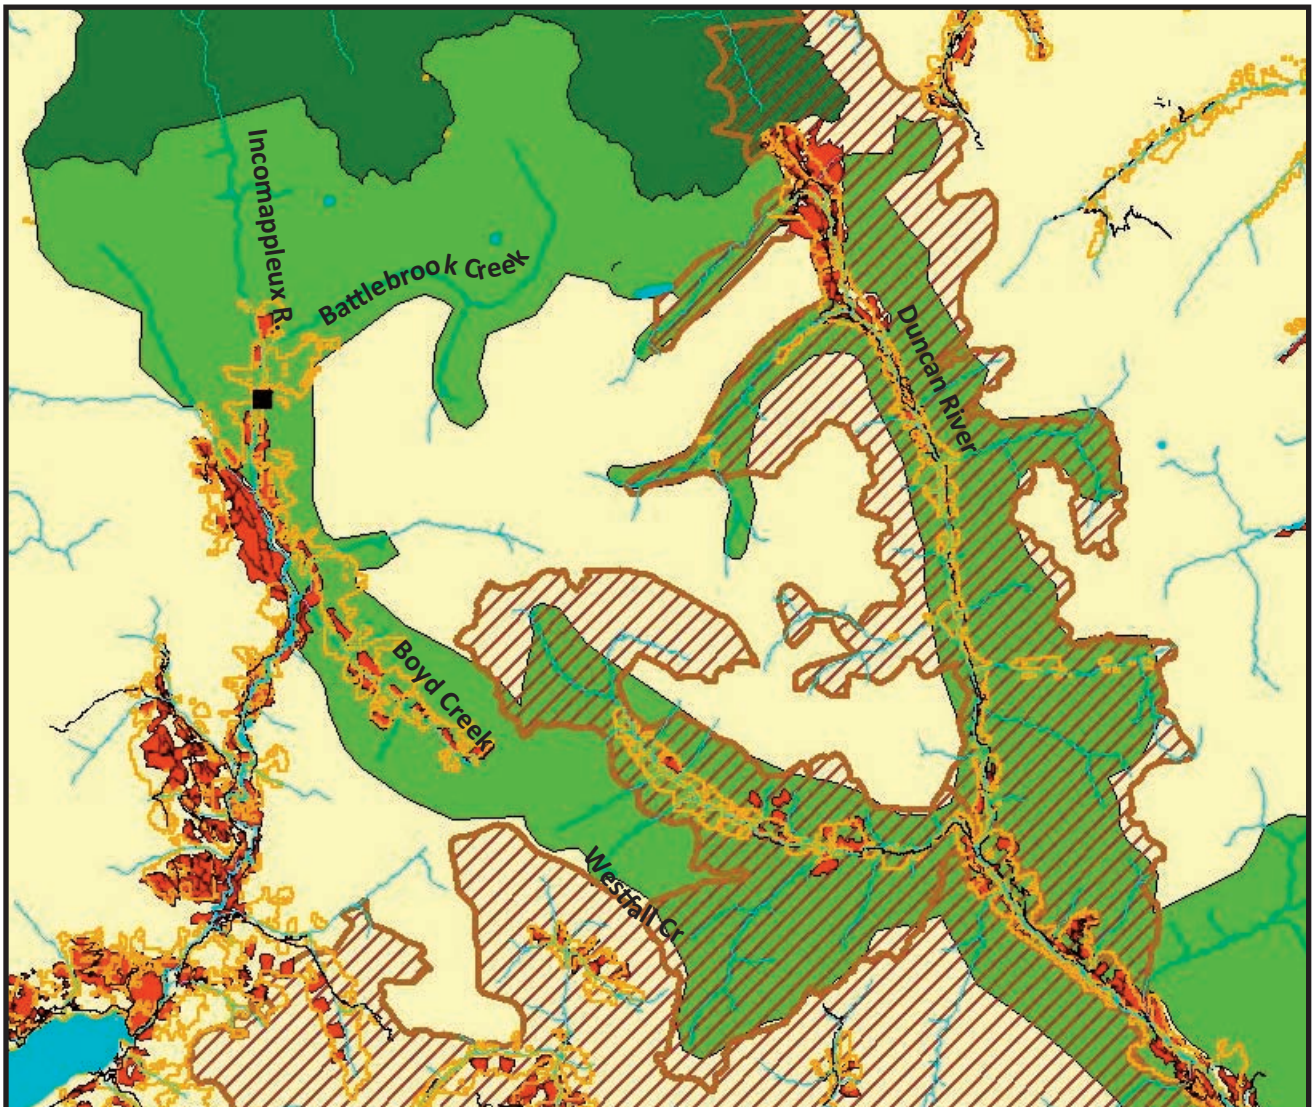 Incomappleux R.
Battlebrook Creek
Duncan River
Boyd Creek
Westfall Cr